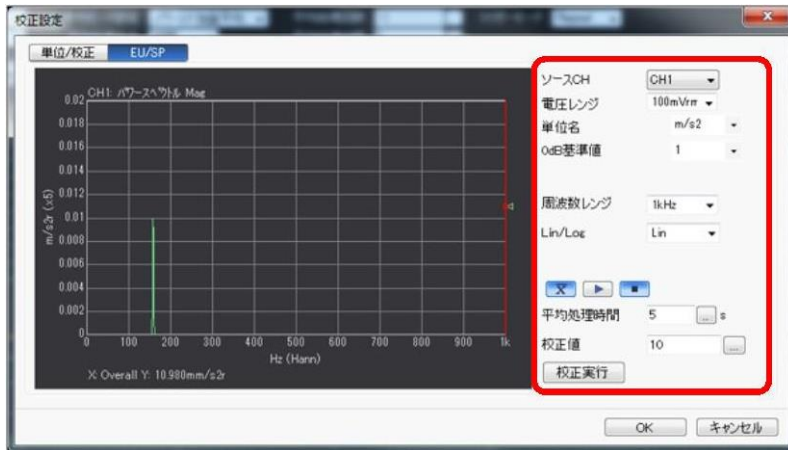 校正設定
単位/校正
EU/SP
CH1: パワースペクトル Mag
0.02
0.018
0.016
0.014
0.012
0.01
0.008
0.006
0.004
0.002
0
m/s2r (x5)
0 100 200 300 400 500 600 700 800 900 1k
Hz (Hann)
X: Overall Y: 10.980mm/s2r
ソースCH CH1
電圧レンジ 100mVrr
単位名 m/s2
0dB基準値 1
周波数レンジ 1kHz
Lin/Log Lin
X
平均処理時間 5 ... s
校正値 10 ...
校正実行
OK キャンセル